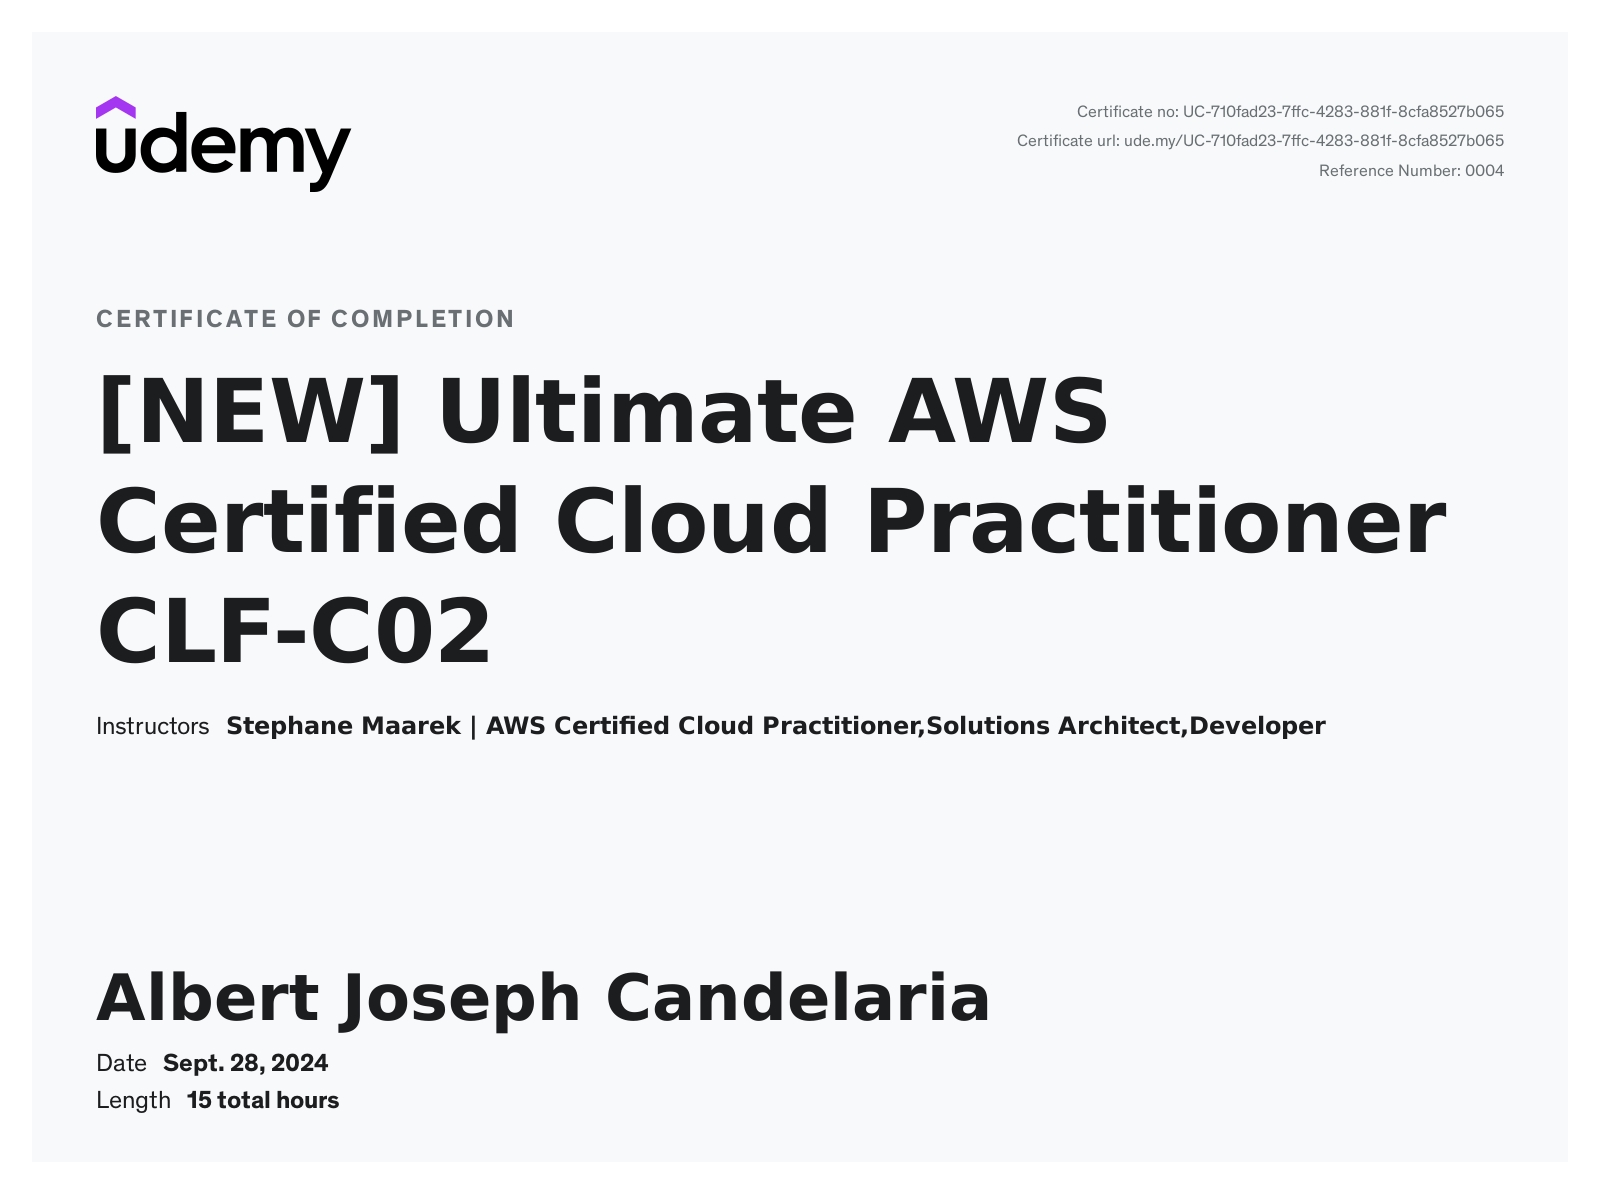 udemy
Certificate no: UC-710fad23-7ffc-4283-881f-8cfa8527b065
Certificate url: ude.my/UC-710fad23-7ffc-4283-881f-8cfa8527b065
Reference Number: 0004
CERTIFICATE OF COMPLETION
[NEW] Ultimate AWS
Certified Cloud Practitioner
CLF-C02
Instructors Stephane Maarek | AWS Certified Cloud Practitioner,Solutions Architect,Developer
Albert Joseph Candelaria
Date Sept. 28, 2024
Length 15 total hours